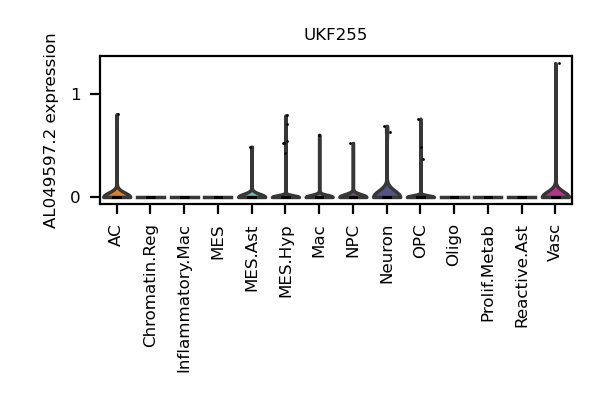 UKF255
AL049597.2 expression
1
0
AC
Chromatin.Reg
Inflammatory.Mac
MES
MES.Ast
MES.Hyp
Mac
NPC
Neuron
OPC
Oligo
Prolif.Metab
Reactive.Ast
Vasc